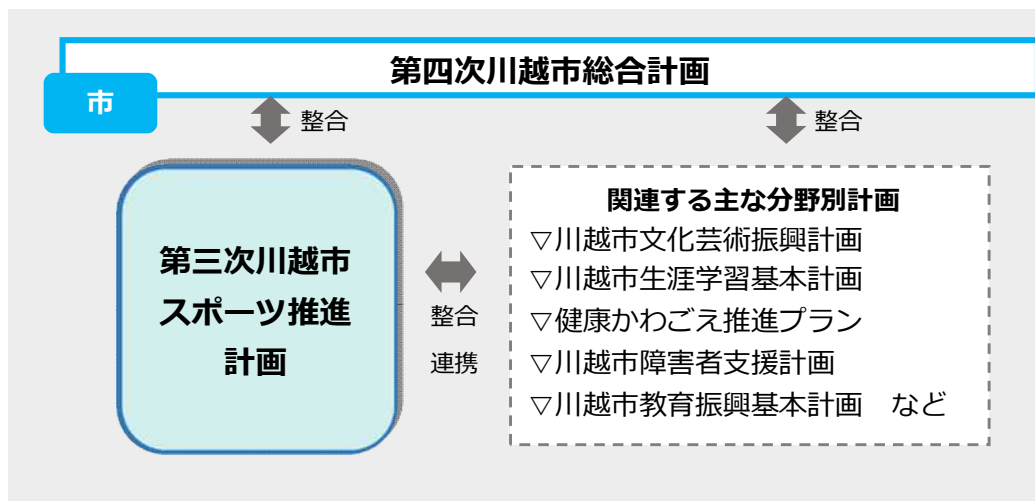 第四次川越市総合計画
市
整合
整合
第三次川越市
スポーツ推進
計画
整合
連携
関連する主な分野別計画
▽川越市文化芸術振興計画
▽川越市生涯学習基本計画
▽健康かわごえ推進プラン
▽川越市障害者支援計画
▽川越市教育振興基本計画　など